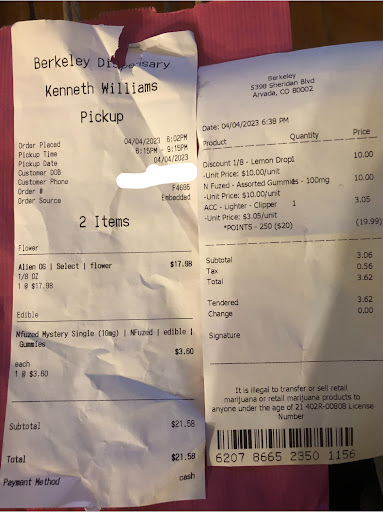 Berkeley Dispensary
Kenneth Williams
Pickup
Order Placed 04/04/2023 6:02PM
Pickup Time 6:15PM - 9:15PM
Pickup Date 04/04/2023
Customer DOB
Customer Phone
Order # F4686
Order Source Embedded
2 Items
Flower
Alien OG | Select | flower $17.98
1/8 OZ
1 @ $17.98
Edible
Nfuzed Mystery Single (10mg) | NFuzed | edible |
Gummies $3.60
each
1 @ $3.60
Subtotal $21.58
Total $21.58
Payment Method cash
Berkeley
5398 Sheridan Blvd
Arvada, CO 80002
Date: 04/04/2023 6:38 PM
Product Quantity Price
Discount 1/8 - Lemon Drop1 10.00
-Unit Price: $10.00/unit
N Fuzed - Assorted Gummies - 100mg 10.00
-Unit Price: $10.00/unit
ACC - Lighter - Clipper 1 3.05
-Unit Price: $3.05/unit
*POINTS - 250 ($20) (19.99)
Subtotal 3.06
Tax 0.56
Total 3.62
Tendered 3.62
Change 0.00
Signature
It is illegal to transfer or sell retail
marijuana or retail marijuana products to
anyone under the age of 21 402R-00808 License
Number
6207 8665 2350 1156